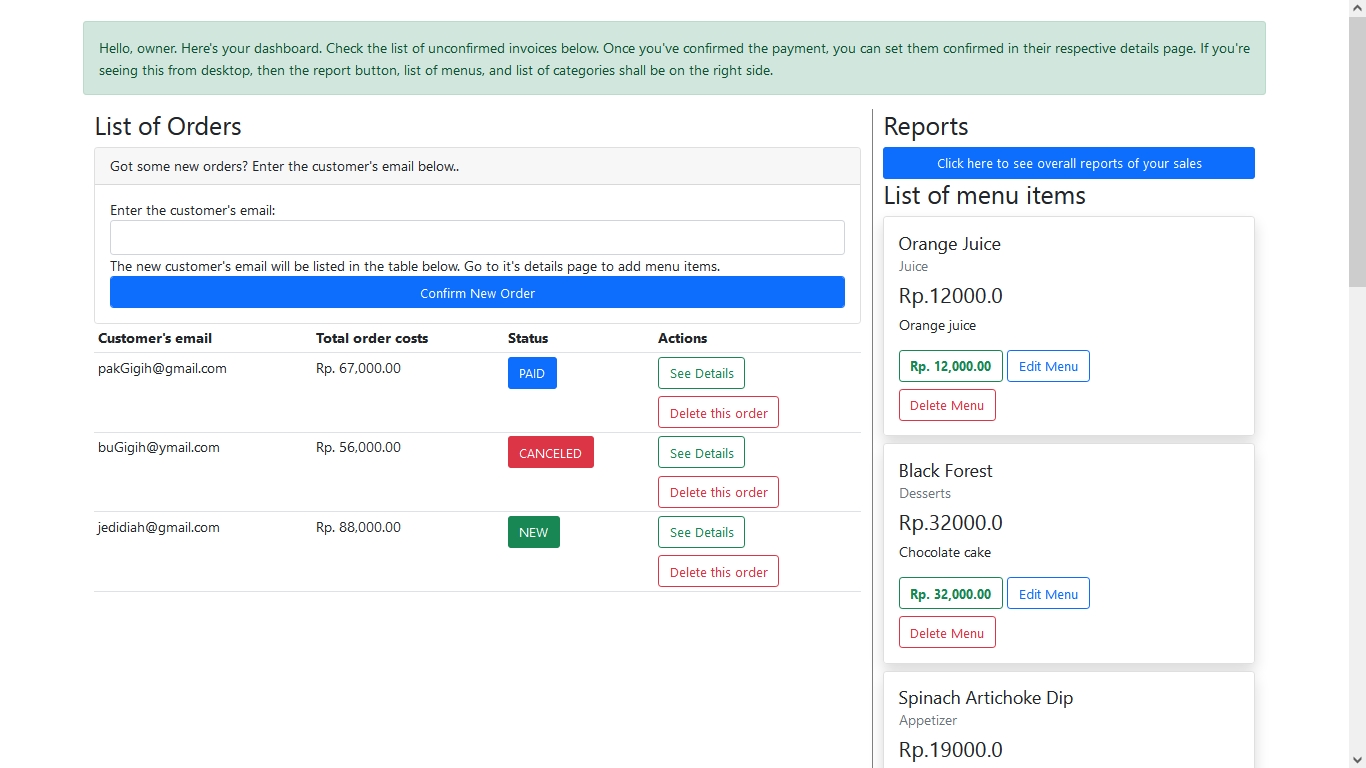 Hello, owner. Here's your dashboard. Check the list of unconfirmed invoices below. Once you've confirmed the payment, you can set them confirmed in their respective details page. If you're
seeing this from desktop, then the report button, list of menus, and list of categories shall be on the right side.
List of Orders
Got some new orders? Enter the customer's email below..
Enter the customer's email:
The new customer's email will be listed in the table below. Go to it's details page to add menu items.
Confirm New Order
Customer's email Total order costs Status Actions
pakGigih@gmail.com Rp. 67,000.00 PAID See Details
Delete this order
buGigih@ymail.com Rp. 56,000.00 CANCELED See Details
Delete this order
jedidiah@gmail.com Rp. 88,000.00 NEW See Details
Delete this order
Reports
Click here to see overall reports of your sales
List of menu items
Orange Juice
Juice
Rp.12000.0
Orange juice
Rp. 12,000.00 Edit Menu
Delete Menu
Black Forest
Desserts
Rp.32000.0
Chocolate cake
Rp. 32,000.00 Edit Menu
Delete Menu
Spinach Artichoke Dip
Appetizer
Rp.19000.0